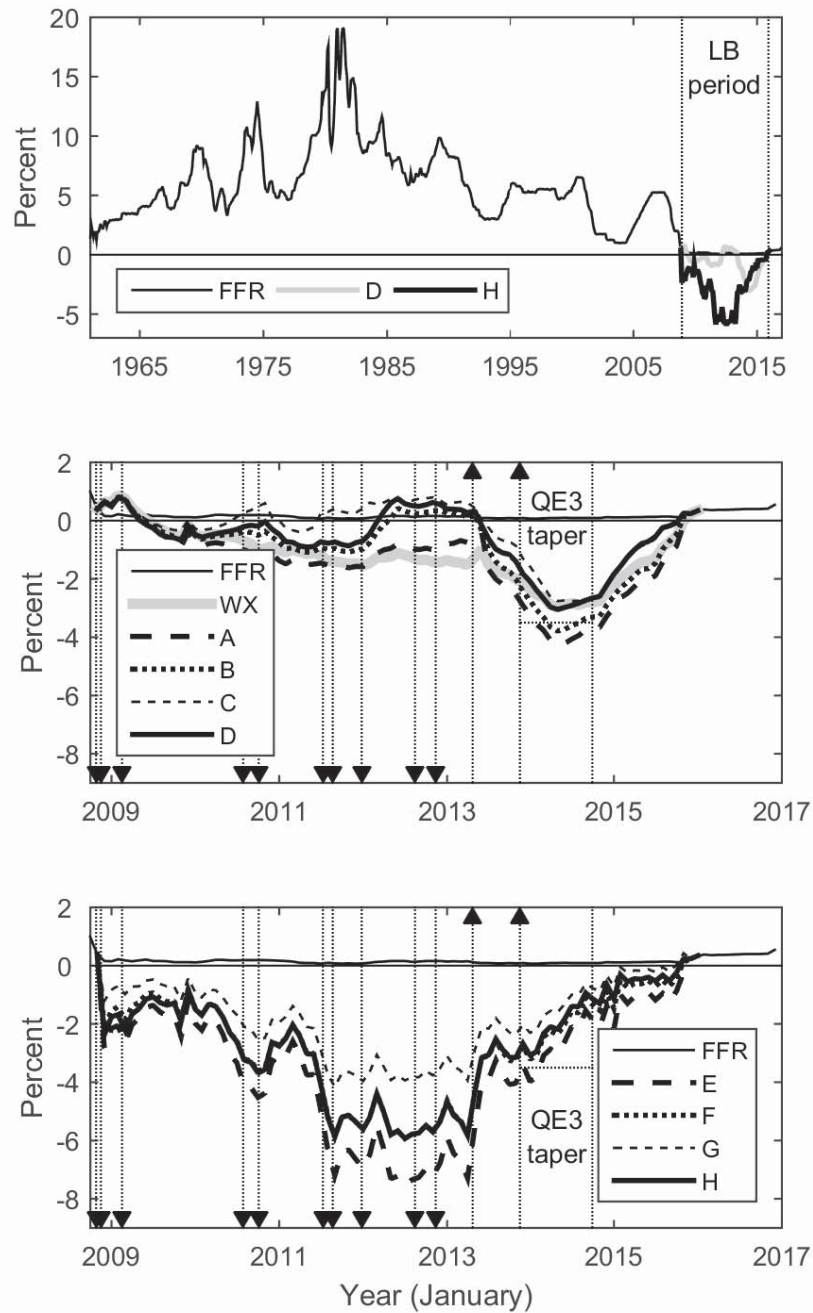 20
15
10
5
0
-5
Percent
LB
period
FFR D H
1965 1975 1985 1995 2005 2015
2
0
-2
-4
-6
-8
Percent
QE3
taper
FFR
WX
A
B
C
D
2009 2011 2013 2015 2017
2
0
-2
-4
-6
-8
Percent
FFR
E
F
G
H
QE3
taper
2009 2011 2013 2015 2017
Year (January)